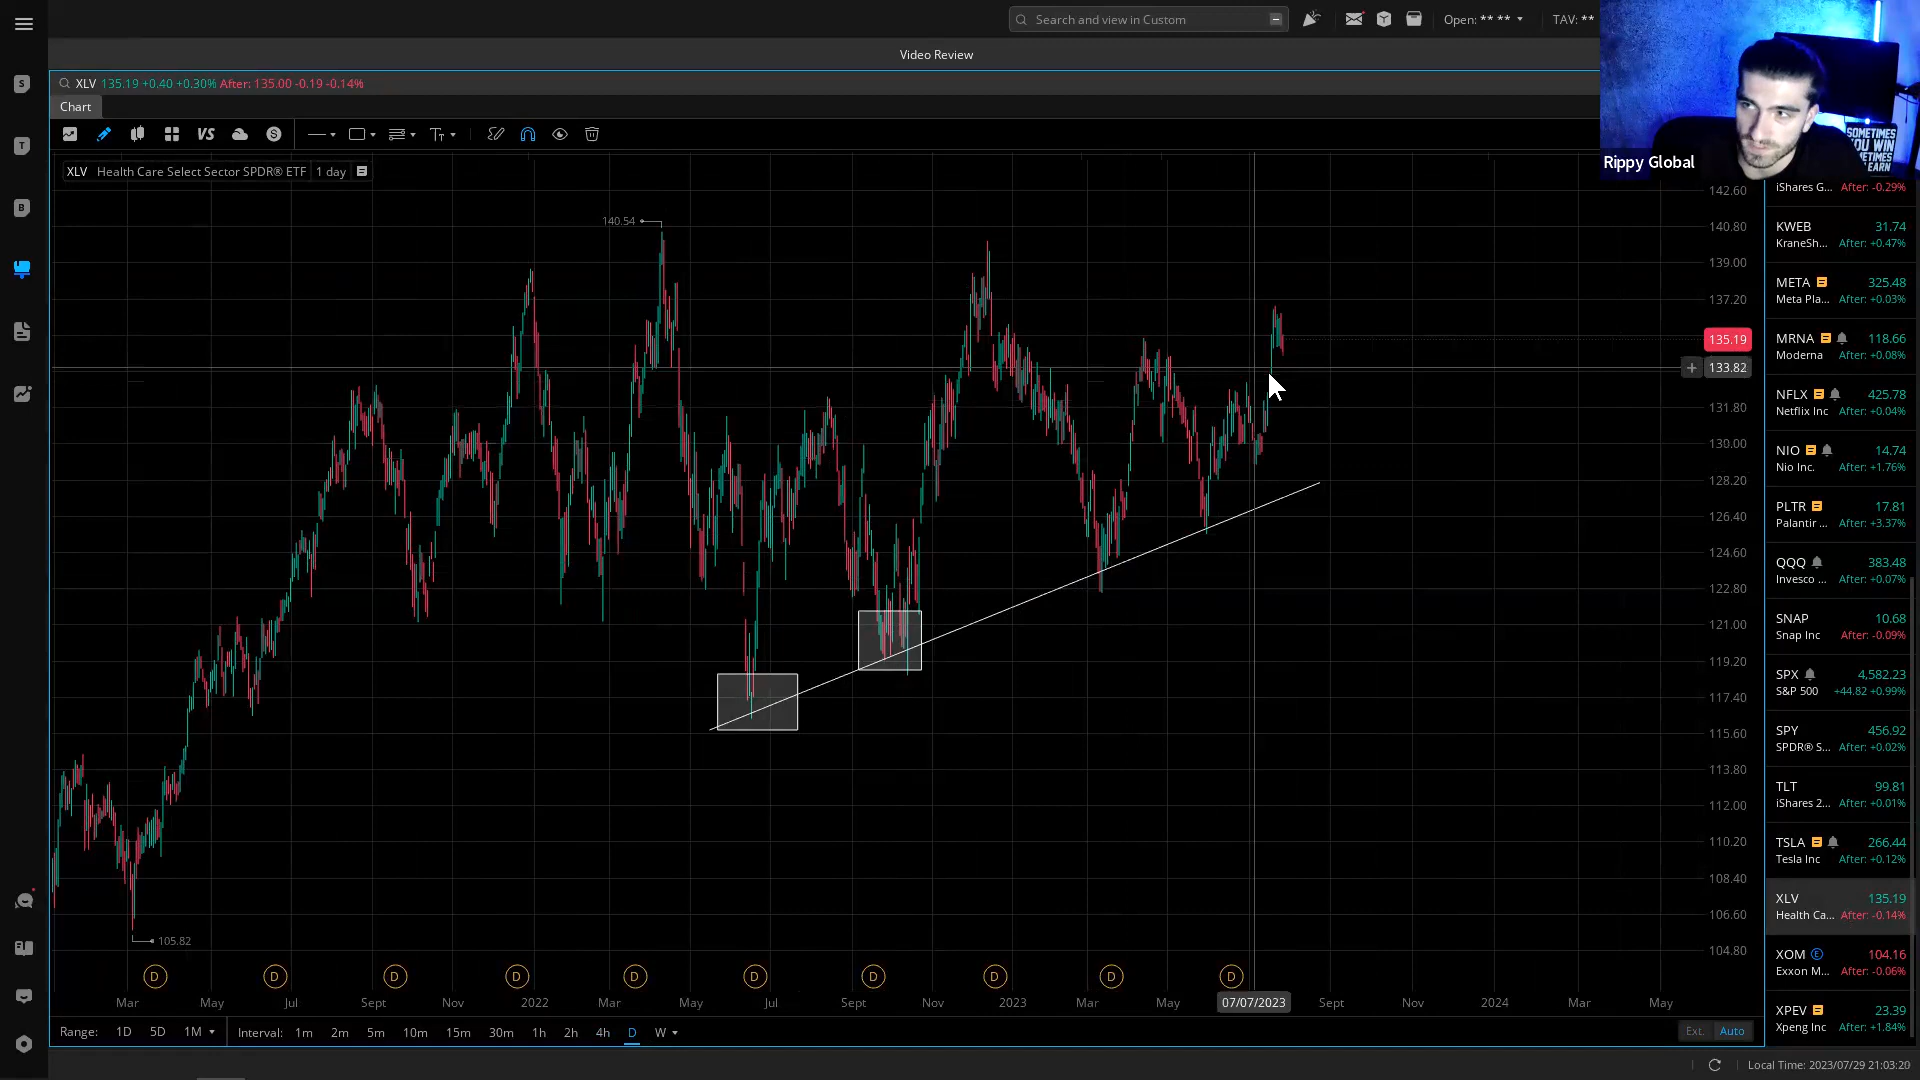 Search and view in Custom
Open: ** **
TAV: **
Video Review
XLV 135.19 +0.40 +0.30% After: 135.00 -0.19 -0.14%
Chart
VS
S
XLV Health Care Select Sector SPDR® ETF 1 day
Rippy Global
SOMETIMES
YOU WIN
142.60
140.80
139.00
137.20
135.19
133.82
131.80
130.00
128.20
126.40
124.60
122.80
121.00
119.20
117.40
115.60
113.80
112.00
110.20
108.40
106.60
104.80
140.54
105.82
D D D D D D D D D D
Mar May Jul Sept Nov 2022 Mar May Jul Sept Nov 2023 Mar May 07/07/2023 Sept Nov 2024 Mar May
Range: 1D 5D 1M Interval: 1m 2m 5m 10m 15m 30m 1h 2h 4h D W
Ext. Auto
iShares G... After: -0.29%
KWEB 31.74
KraneSh... After: +0.47%
META 325.48
Meta Pla... After: +0.03%
MRNA 118.66
Moderna After: +0.08%
NFLX 425.78
Netflix Inc After: +0.04%
NIO 14.74
Nio Inc. After: +1.76%
PLTR 17.81
Palantir ... After: +3.37%
QQQ 383.48
Invesco ... After: +0.07%
SNAP 10.68
Snap Inc After: -0.09%
SPX 4,582.23
S&P 500 +44.82 +0.99%
SPY 456.92
SPDR® S... After: +0.02%
TLT 99.81
iShares 2... After: +0.01%
TSLA 266.44
Tesla Inc After: +0.12%
XLV 135.19
Health Ca... After: -0.14%
XOM E 104.16
Exxon M... After: -0.06%
XPEV 23.39
Xpeng Inc After: +1.84%
Local Time: 2023/07/29 21:03:20